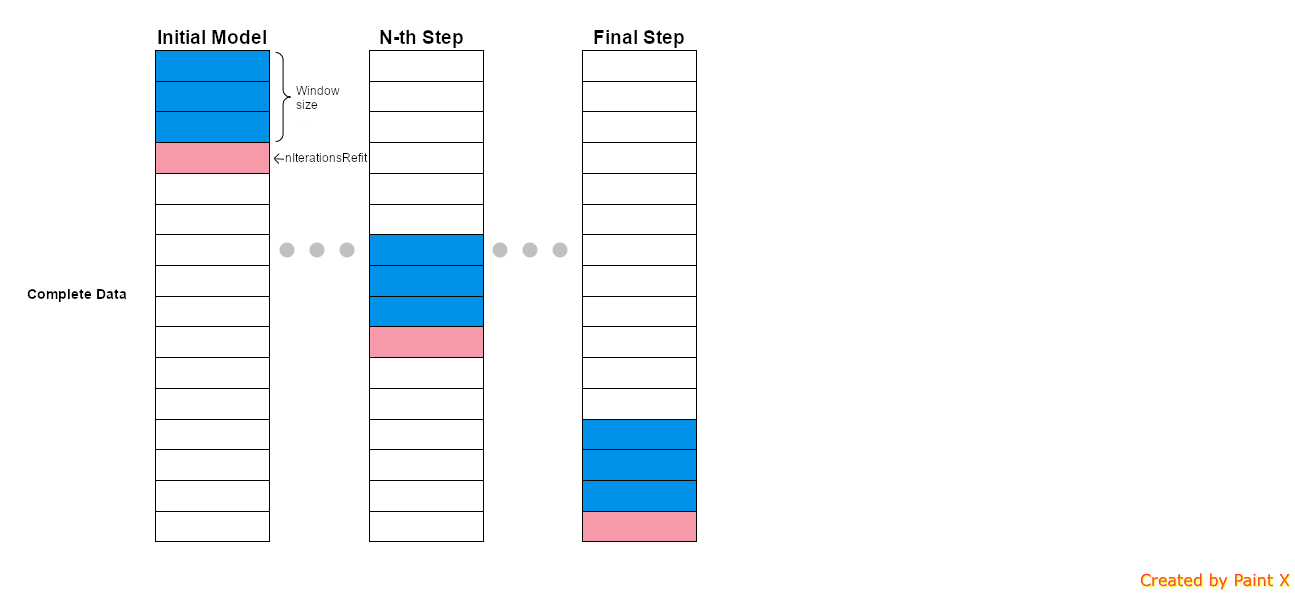 Initial Model
N-th Step
Final Step
Window
size
nIterationsRefit
Complete Data
Created by Paint X